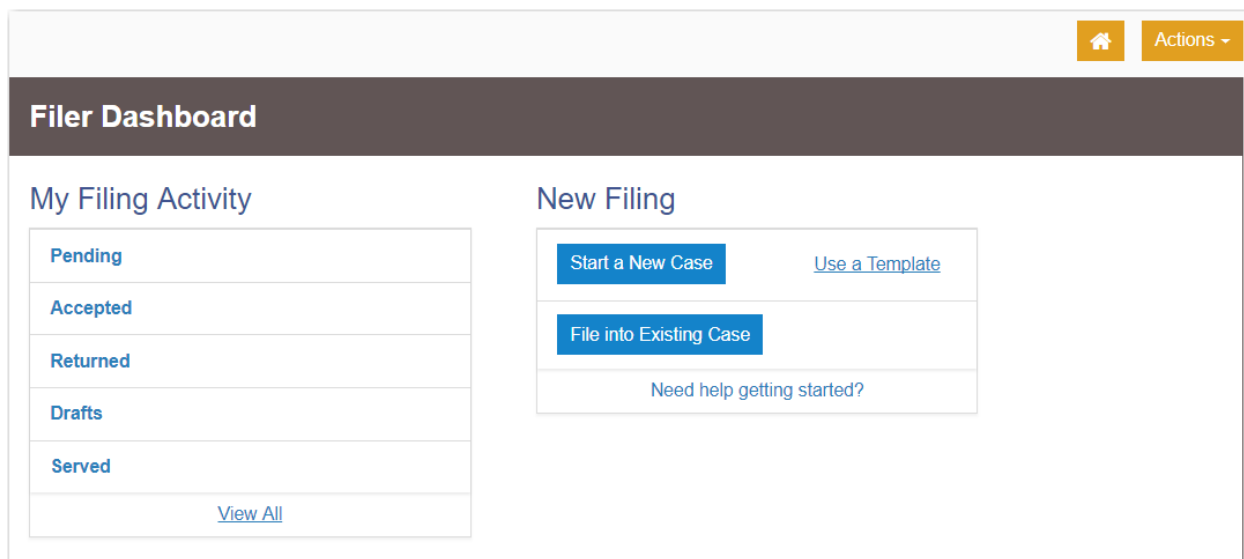 Actions
Filer Dashboard
My Filing Activity
Pending
Accepted
Returned
Drafts
Served
View All
New Filing
Start a New Case
Use a Template
File into Existing Case
Need help getting started?